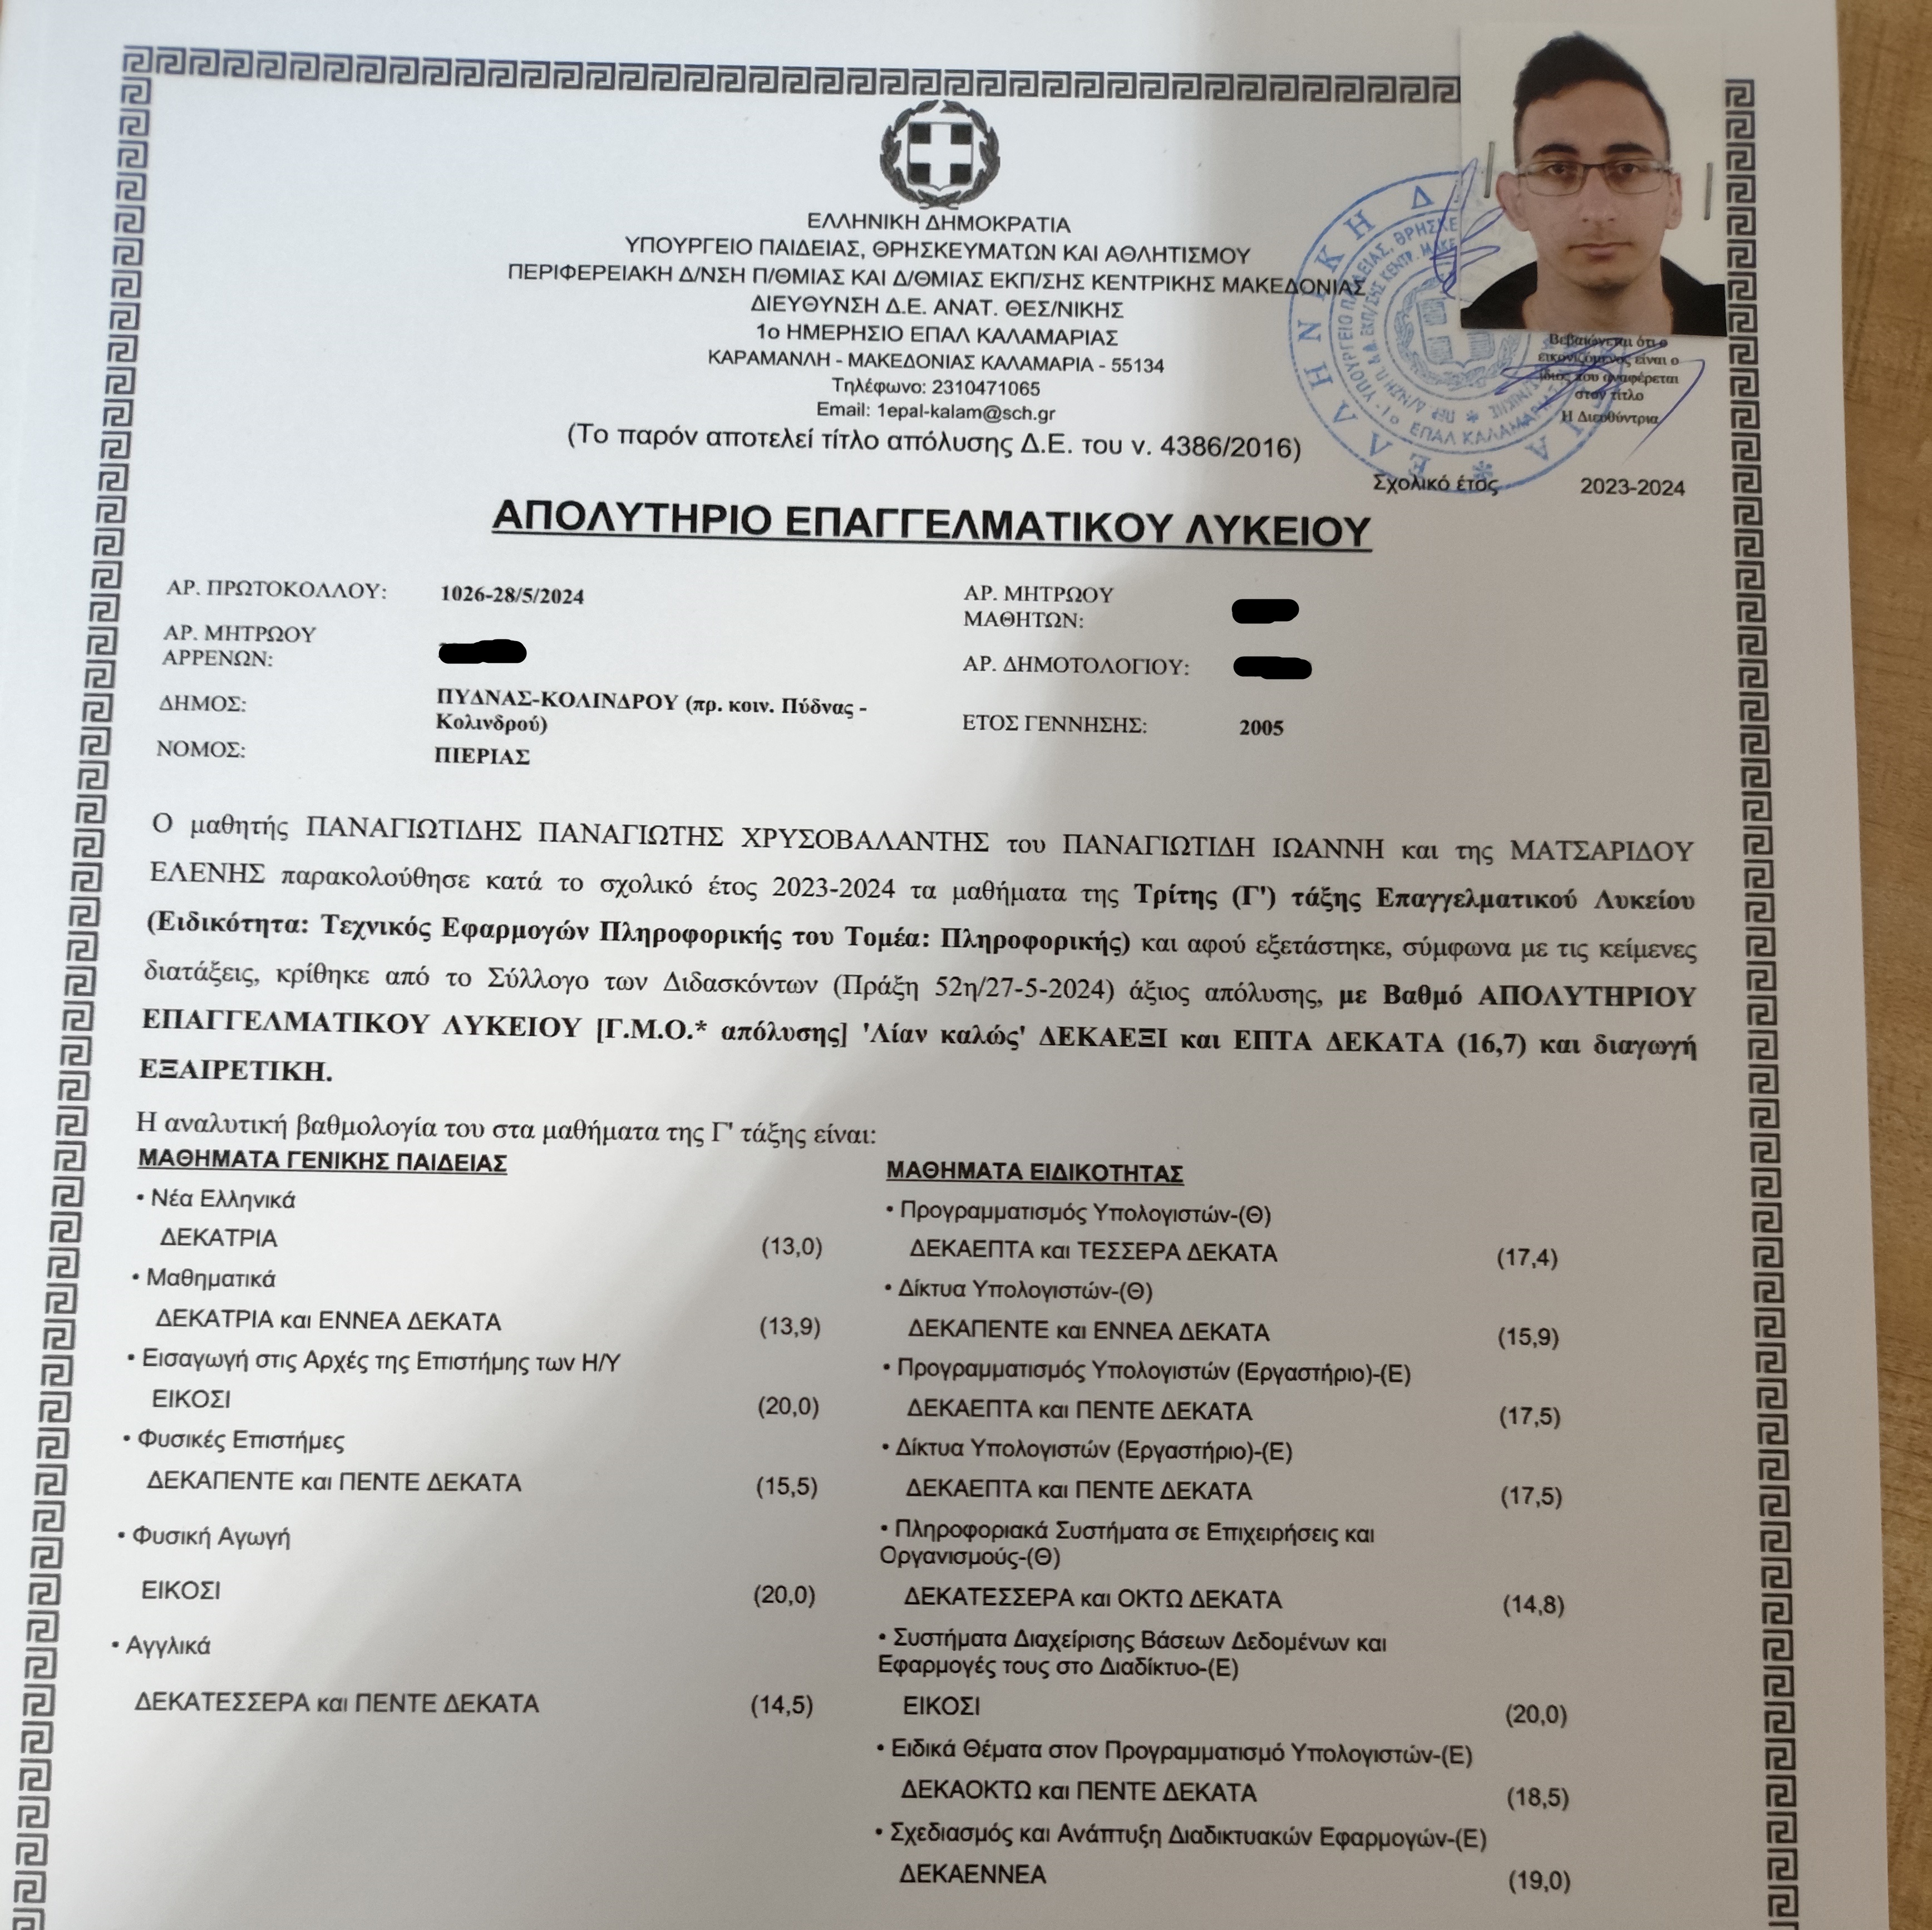 ΕΛΛΗΝΙΚΗ ΔΗΜΟΚΡΑΤΙΑ
ΥΠΟΥΡΓΕΙΟ ΠΑΙΔΕΙΑΣ, ΘΡΗΣΚΕΥΜΑΤΩΝ ΚΑΙ ΑΘΛΗΤΙΣΜΟΥ
ΠΕΡΙΦΕΡΕΙΑΚΗ Δ/ΝΣΗ Π/ΘΜΙΑΣ ΚΑΙ Δ/ΘΜΙΑΣ ΕΚΠ/ΣΗΣ ΚΕΝΤΡΙΚΗΣ ΜΑΚΕΔΟΝΙΑΣ
ΔΙΕΥΘΥΝΣΗ Δ.Ε. ΑΝΑΤ. ΘΕΣ/ΝΙΚΗΣ
1ο ΗΜΕΡΗΣΙΟ ΕΠΑΛ ΚΑΛΑΜΑΡΙΑΣ
ΚΑΡΑΜΑΝΛΗ - ΜΑΚΕΔΟΝΙΑΣ ΚΑΛΑΜΑΡΙΑ - 55134
Τηλέφωνο: 2310471065
Email: 1epal-kalam@sch.gr
(Το παρόν αποτελεί τίτλο απόλυσης Δ.Ε. του ν. 4386/2016)
Βεβαιώνεται ότι ο
εικονιζόμενος είναι ο
ίδιος που αναφέρεται
στον τίτλο
Η Διευθύντρια
Σχολικό έτος 2023-2024
ΑΠΟΛΥΤΗΡΙΟ ΕΠΑΓΓΕΛΜΑΤΙΚΟΥ ΛΥΚΕΙΟΥ
ΑΡ. ΠΡΩΤΟΚΟΛΛΟΥ: 1026-28/5/2024
ΑΡ. ΜΗΤΡΩΟΥ
ΜΑΘΗΤΩΝ:
ΑΡ. ΜΗΤΡΩΟΥ
ΑΡΡΕΝΩΝ:
ΑΡ. ΔΗΜΟΤΟΛΟΓΙΟΥ:
ΔΗΜΟΣ: ΠΥΔΝΑΣ-ΚΟΛΙΝΔΡΟΥ (πρ. κοιν. Πύδνας -
Κολινδρού)
ΕΤΟΣ ΓΕΝΝΗΣΗΣ: 2005
ΝΟΜΟΣ: ΠΙΕΡΙΑΣ
Ο μαθητής ΠΑΝΑΓΙΩΤΙΔΗΣ ΠΑΝΑΓΙΩΤΗΣ ΧΡΥΣΟΒΑΛΑΝΤΗΣ του ΠΑΝΑΓΙΩΤΙΔΗ ΙΩΑΝΝΗ και της ΜΑΤΣΑΡΙΔΟΥ
ΕΛΕΝΗΣ παρακολούθησε κατά το σχολικό έτος 2023-2024 τα μαθήματα της Τρίτης (Γ') τάξης Επαγγελματικού Λυκείου
(Ειδικότητα: Τεχνικός Εφαρμογών Πληροφορικής του Τομέα: Πληροφορικής) και αφού εξετάστηκε, σύμφωνα με τις κείμενες
διατάξεις, κρίθηκε από το Σύλλογο των Διδασκόντων (Πράξη 52η/27-5-2024) άξιος απόλυσης, με Βαθμό ΑΠΟΛΥΤΗΡΙΟΥ
ΕΠΑΓΓΕΛΜΑΤΙΚΟΥ ΛΥΚΕΙΟΥ [Γ.Μ.Ο.* απόλυσης] 'Λίαν καλώς' ΔΕΚΑΕΞΙ και ΕΠΤΑ ΔΕΚΑΤΑ (16,7) και διαγωγή
ΕΞΑΙΡΕΤΙΚΗ.
Η αναλυτική βαθμολογία του στα μαθήματα της Γ' τάξης είναι:
ΜΑΘΗΜΑΤΑ ΓΕΝΙΚΗΣ ΠΑΙΔΕΙΑΣ
• Νέα Ελληνικά
ΔΕΚΑΤΡΙΑ (13,0)
• Μαθηματικά
ΔΕΚΑΤΡΙΑ και ΕΝΝΕΑ ΔΕΚΑΤΑ (13,9)
• Εισαγωγή στις Αρχές της Επιστήμης των Η/Υ
ΕΙΚΟΣΙ (20,0)
• Φυσικές Επιστήμες
ΔΕΚΑΠΕΝΤΕ και ΠΕΝΤΕ ΔΕΚΑΤΑ (15,5)
• Φυσική Αγωγή
ΕΙΚΟΣΙ (20,0)
• Αγγλικά
ΔΕΚΑΤΕΣΣΕΡΑ και ΠΕΝΤΕ ΔΕΚΑΤΑ (14,5)
ΜΑΘΗΜΑΤΑ ΕΙΔΙΚΟΤΗΤΑΣ
• Προγραμματισμός Υπολογιστών-(Θ)
ΔΕΚΑΕΠΤΑ και ΤΕΣΣΕΡΑ ΔΕΚΑΤΑ (17,4)
• Δίκτυα Υπολογιστών-(Θ)
ΔΕΚΑΠΕΝΤΕ και ΕΝΝΕΑ ΔΕΚΑΤΑ (15,9)
• Προγραμματισμός Υπολογιστών (Εργαστήριο)-(Ε)
ΔΕΚΑΕΠΤΑ και ΠΕΝΤΕ ΔΕΚΑΤΑ (17,5)
• Δίκτυα Υπολογιστών (Εργαστήριο)-(Ε)
ΔΕΚΑΕΠΤΑ και ΠΕΝΤΕ ΔΕΚΑΤΑ (17,5)
• Πληροφοριακά Συστήματα σε Επιχειρήσεις και
Οργανισμούς-(Θ)
ΔΕΚΑΤΕΣΣΕΡΑ και ΟΚΤΩ ΔΕΚΑΤΑ (14,8)
• Συστήματα Διαχείρισης Βάσεων Δεδομένων και
Εφαρμογές τους στο Διαδίκτυο-(Ε)
ΕΙΚΟΣΙ (20,0)
• Ειδικά Θέματα στον Προγραμματισμό Υπολογιστών-(Ε)
ΔΕΚΑΟΚΤΩ και ΠΕΝΤΕ ΔΕΚΑΤΑ (18,5)
• Σχεδιασμός και Ανάπτυξη Διαδικτυακών Εφαρμογών-(Ε)
ΔΕΚΑΕΝΝΕΑ (19,0)